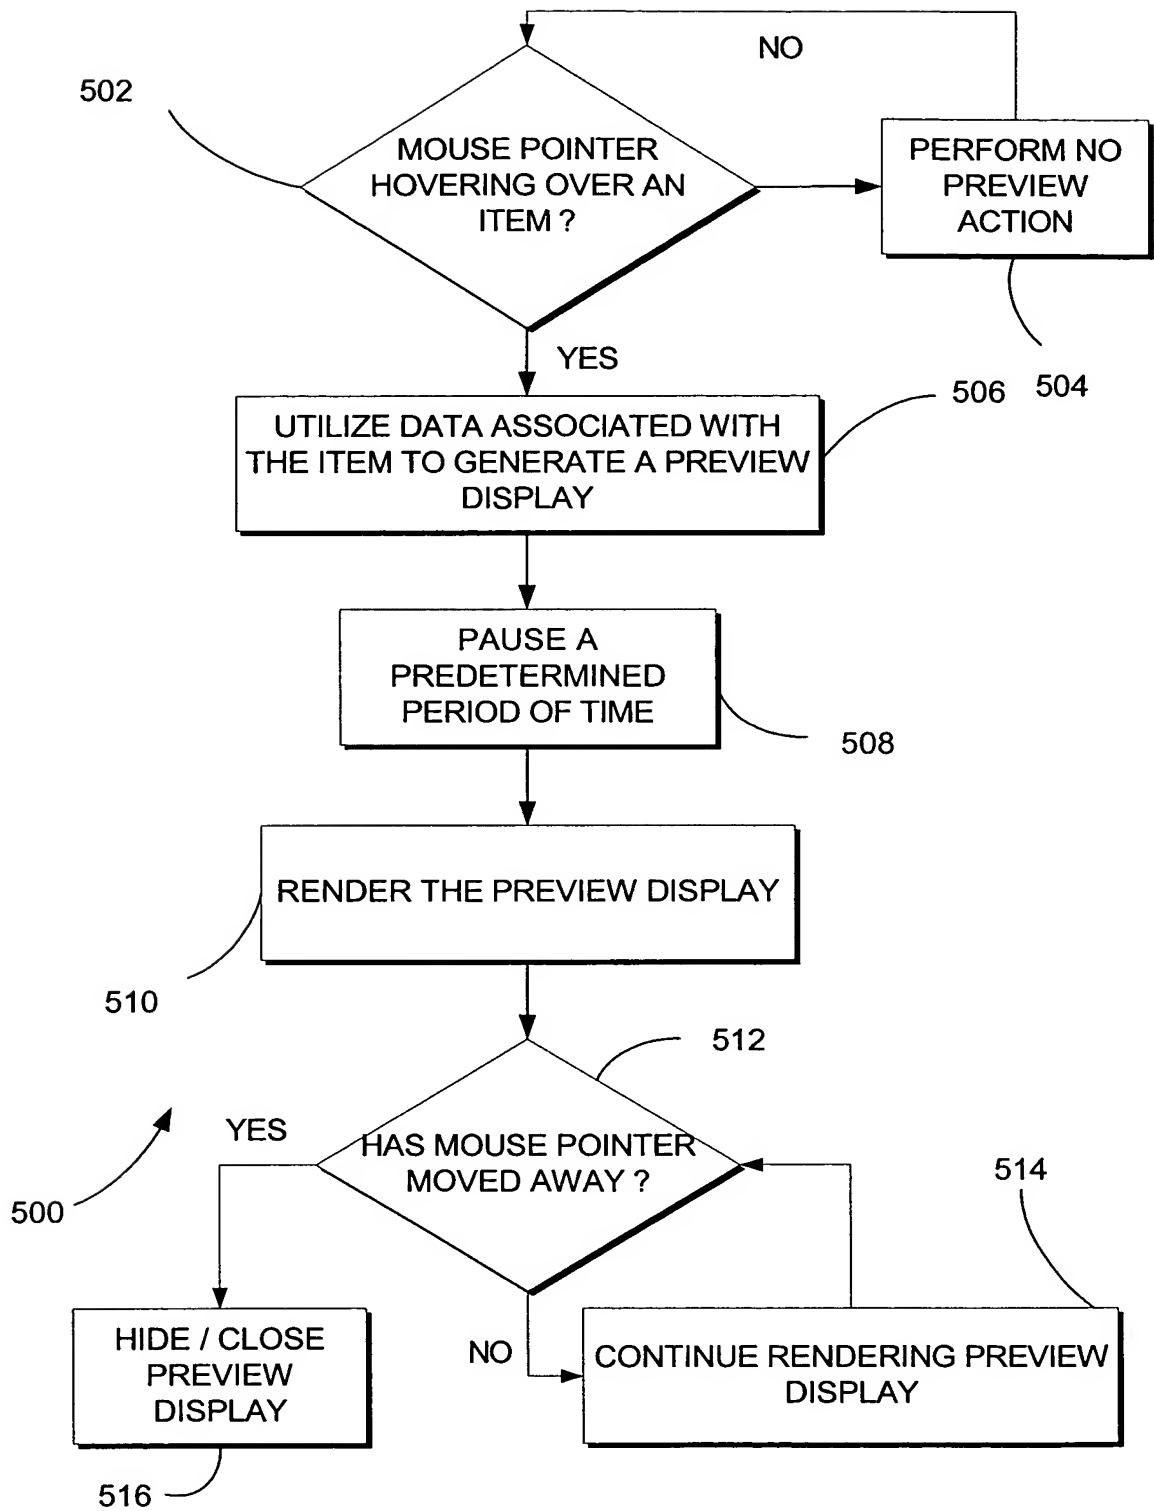 NO
502
MOUSE POINTER
HOVERING OVER AN
ITEM ?
PERFORM NO
PREVIEW
ACTION
504
YES
506
UTILIZE DATA ASSOCIATED WITH
THE ITEM TO GENERATE A PREVIEW
DISPLAY
PAUSE A
PREDETERMINED
PERIOD OF TIME
508
RENDER THE PREVIEW DISPLAY
510
512
YES
HAS MOUSE POINTER
MOVED AWAY ?
500
514
HIDE / CLOSE
PREVIEW
DISPLAY
NO
CONTINUE RENDERING PREVIEW
DISPLAY
516